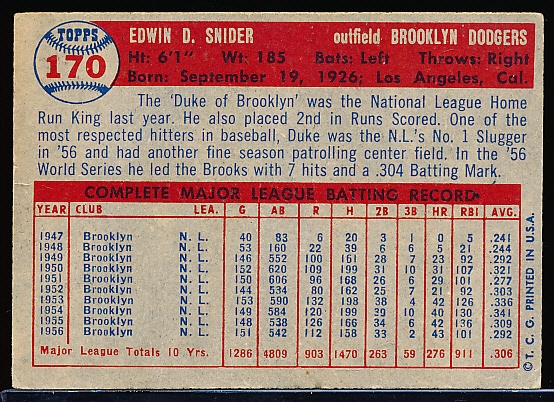 TOPPS
170
EDWIN D. SNIDER outfield BROOKLYN DODGERS
Ht: 6'1" Wt: 185 Bats: Left Throws: Right
Born: September 19, 1926; Los Angeles, Cal.
The 'Duke of Brooklyn' was the National League Home
Run King last year. He also placed 2nd in Runs Scored. One of the
most respected hitters in baseball, Duke was the N.L.'s No. 1 Slugger
in '56 and had another fine season patrolling center field. In the '56
World Series he led the Brooks with 7 hits and a .304 Batting Mark.
COMPLETE MAJOR LEAGUE BATTING RECORD
YEAR CLUB LEA. G AB R H 2B 3B HR RBI AVG.
1947 Brooklyn N. L. 40 83 6 20 3 1 0 5 .241
1948 Brooklyn N. L. 53 160 22 39 6 6 5 21 .244
1949 Brooklyn N. L. 146 552 100 161 28 7 23 92 .292
1950 Brooklyn N. L. 152 620 109 199 31 10 31 107 .321
1951 Brooklyn N. L. 150 606 96 168 26 6 29 101 .277
1952 Brooklyn N. L. 144 534 80 162 25 7 21 92 .303
1953 Brooklyn N. L. 153 590 132 198 38 4 42 126 .336
1954 Brooklyn N. L. 149 584 120 199 39 10 40 130 .341
1955 Brooklyn N. L. 148 538 126 166 34 6 42 136 .309
1956 Brooklyn N. L. 151 542 112 158 33 2 43 101 .292
Major League Totals 10 Yrs. 1286 4809 903 1470 263 59 276 911 .306
© T. C. G. PRINTED IN U.S.A.